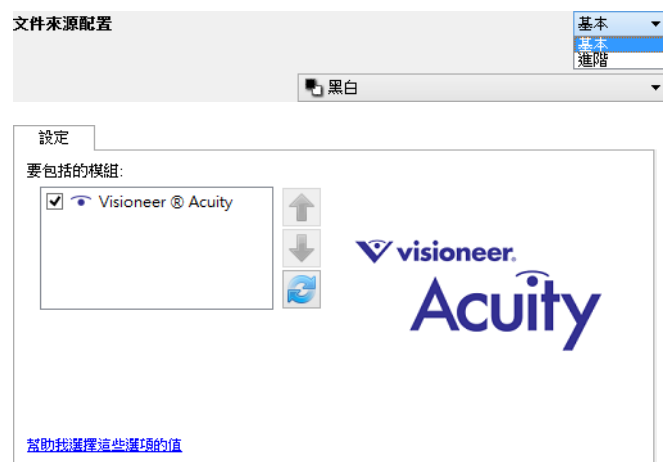 文件來源配置
基本
基本
進階
黑白
設定
要包括的模組:
Visioneer ® Acuity
visioneer.
Acuity
幫助我選擇這些選項的值